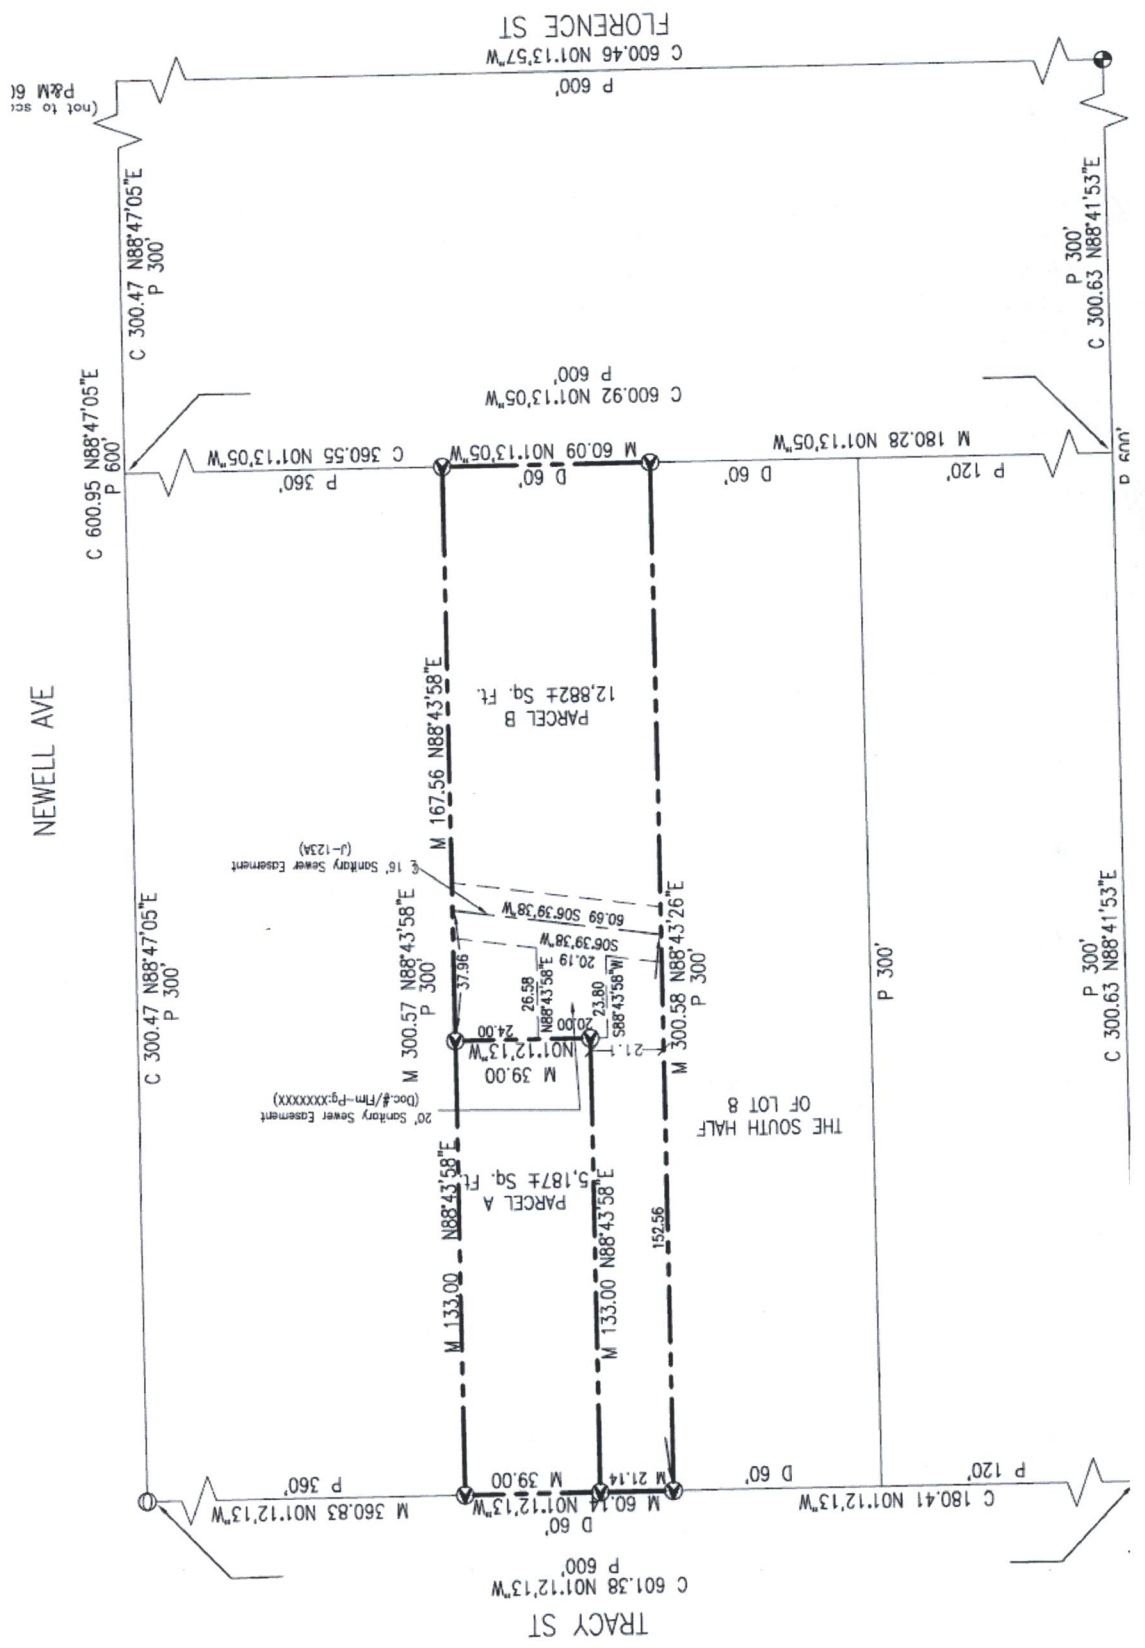 FLORENCE ST
C 600.46 N01°13'57"W
P 600'
(not to sc
P&M 6
C 300.47 N88°47'05"E
P 300'
P 300'
C 300.63 N88°41'53"E
C 600.95 N88°47'05"E
P 600'
C 600.92 N01°13'05"W
P 600'
P 600'
C 360.55 N01°13'05"W
P 360'
M 60.09 N01°13'05"W
D 60'
M 180.28 N01°13'05"W
D 60'
P 120'
NEWELL AVE
M 167.56 N88°43'58"E
PARCEL B
12,882± Sq. Ft.
℄ 16' Sanitary Sewer Easement
(J-123A)
60.69 S06°39'38"W
S06°39'38"W
20.19
37.96
26.58
N88°43'58"E
23.80
S88°43'58"W
24.00
20.00
N01°12'13"W
M 39.00
21.1
M 300.57 N88°43'58"E
P 300'
M 300.58 N88°43'26"E
P 300'
C 300.47 N88°47'05"E
P 300'
P 300'
P 300'
C 300.63 N88°41'53"E
20' Sanitary Sewer Easement
(Doc.#/Flm-Pg:XXXXXXX)
THE SOUTH HALF
OF LOT 8
PARCEL A
5,187± Sq. Ft.
M 133.00 N88°43'58"E
M 133.00 N88°43'58"E
152.56
P 360'
M 360.83 N01°12'13"W
M 39.00
M 21.14
M 60.14 N01°12'13"W
D 60'
D 60'
P 120'
C 180.41 N01°12'13"W
P 600'
C 601.38 N01°12'13"W
TRACY ST